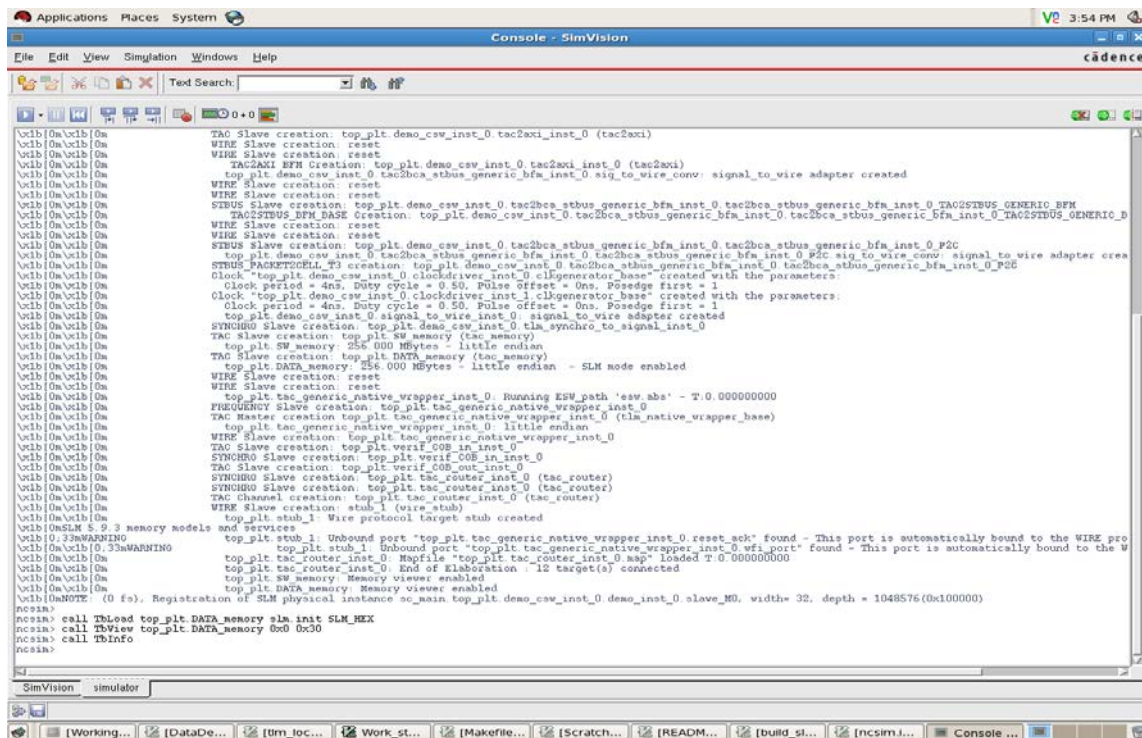 Applications Places System
3:54 PM
Console - SimVision
File Edit View Simulation Windows Help
cādence
Text Search:
0 + 0
\x1b[0m\x1b[0m TAC Slave creation: top_plt.demo_csw_inst_0.tac2axi_inst_0 (tac2axi)
\x1b[0m\x1b[0m WIRE Slave creation: reset
\x1b[0m\x1b[0m WIRE Slave creation: reset
\x1b[0m\x1b[0m TAC2AXI BFM Creation: top_plt.demo_csw_inst_0.tac2axi_inst_0 (tac2axi)
\x1b[0m\x1b[0m top_plt.demo_csw_inst_0.tac2bca_stbus_generic_bfm_inst_0.sig_to_wire_conv: signal_to_wire adapter created
\x1b[0m\x1b[0m WIRE Slave creation: reset
\x1b[0m\x1b[0m WIRE Slave creation: reset
\x1b[0m\x1b[0m STBUS Slave creation: top_plt.demo_csw_inst_0.tac2bca_stbus_generic_bfm_inst_0.tac2bca_stbus_generic_bfm_inst_0_TAC2STBUS_GENERIC_BFM
\x1b[0m\x1b[0m TAC2STBUS_BFM_BASE Creation: top_plt.demo_csw_inst_0.tac2bca_stbus_generic_bfm_inst_0.tac2bca_stbus_generic_bfm_inst_0_TAC2STBUS_GENERIC_B
\x1b[0m\x1b[0m WIRE Slave creation: reset
\x1b[0m\x1b[0m WIRE Slave creation: reset
\x1b[0m\x1b[0m STBUS Slave creation: top_plt.demo_csw_inst_0.tac2bca_stbus_generic_bfm_inst_0.tac2bca_stbus_generic_bfm_inst_0_P2C
\x1b[0m\x1b[0m top_plt.demo_csw_inst_0.tac2bca_stbus_generic_bfm_inst_0.tac2bca_stbus_generic_bfm_inst_0_P2C.sig_to_wire_conv: signal_to_wire adapter crea
\x1b[0m\x1b[0m STBUS_PACKET2CELL_T3 creation: top_plt.demo_csw_inst_0.tac2bca_stbus_generic_bfm_inst_0.tac2bca_stbus_generic_bfm_inst_0_P2C
\x1b[0m\x1b[0m Clock "top_plt.demo_csw_inst_0.clockdriver_inst_0.clkgenerator_base" created with the parameters:
\x1b[0m\x1b[0m Clock period = 4ns, Duty cycle = 0.50, Pulse offset = 0ns, Posedge first = 1
\x1b[0m\x1b[0m Clock "top_plt.demo_csw_inst_0.clockdriver_inst_1.clkgenerator_base" created with the parameters:
\x1b[0m\x1b[0m Clock period = 4ns, Duty cycle = 0.50, Pulse offset = 0ns, Posedge first = 1
\x1b[0m\x1b[0m top_plt.demo_csw_inst_0.signal_to_wire_inst_0: signal_to_wire adapter created
\x1b[0m\x1b[0m SYNCHRO Slave creation: top_plt.demo_csw_inst_0.tlm_synchro_to_signal_inst_0
\x1b[0m\x1b[0m TAC Slave creation: top_plt.SW_memory (tac_memory)
\x1b[0m\x1b[0m top_plt.SW_memory: 256.000 MBytes - little endian
\x1b[0m\x1b[0m TAC Slave creation: top_plt.DATA_memory (tac_memory)
\x1b[0m\x1b[0m top_plt.DATA_memory: 256.000 MBytes - little endian - SLM mode enabled
\x1b[0m\x1b[0m WIRE Slave creation: reset
\x1b[0m\x1b[0m WIRE Slave creation: reset
\x1b[0m\x1b[0m top_plt.tac_generic_native_wrapper_inst_0: Running ESW_path 'esw.abs' - T:0.000000000
\x1b[0m\x1b[0m FREQUENCY Slave creation: top_plt.tac_generic_native_wrapper_inst_0
\x1b[0m\x1b[0m TAC Master creation top_plt.tac_generic_native_wrapper_inst_0 (tlm_native_wrapper_base)
\x1b[0m\x1b[0m top_plt.tac_generic_native_wrapper_inst_0: little endian
\x1b[0m\x1b[0m WIRE Slave creation: top_plt.tac_generic_native_wrapper_inst_0
\x1b[0m\x1b[0m TAC Slave creation: top_plt.verif_COB_in_inst_0
\x1b[0m\x1b[0m SYNCHRO Slave creation: top_plt.verif_COB_in_inst_0
\x1b[0m\x1b[0m TAC Slave creation: top_plt.verif_COB_out_inst_0
\x1b[0m\x1b[0m SYNCHRO Slave creation: top_plt.tac_router_inst_0 (tac_router)
\x1b[0m\x1b[0m SYNCHRO Slave creation: top_plt.tac_router_inst_0 (tac_router)
\x1b[0m\x1b[0m TAC Channel creation: top_plt.tac_router_inst_0 (tac_router)
\x1b[0m\x1b[0m WIRE Slave creation: stub_1 (wire_stub)
\x1b[0m\x1b[0m top_plt.stub_1: Wire protocol target stub created
\x1b[0mSLM 5.9.3 memory models and services
\x1b[0;33mWARNING top_plt.stub_1: Unbound port "top_plt.tac_generic_native_wrapper_inst_0.reset_ack" found - This port is automatically bound to the WIRE pro
\x1b[0m\x1b[0;33mWARNING top_plt.stub_1: Unbound port "top_plt.tac_generic_native_wrapper_inst_0.wfi_port" found - This port is automatically bound to the W
\x1b[0m\x1b[0m top_plt.tac_router_inst_0: Mapfile "top_plt.tac_router_inst_0.map" loaded T:0.000000000
\x1b[0m\x1b[0m top_plt.tac_router_inst_0: End of Elaboration : 12 target(s) connected
\x1b[0m\x1b[0m top_plt.SW_memory: Memory viewer enabled
\x1b[0m\x1b[0m top_plt.DATA_memory: Memory viewer enabled
\x1b[0mNOTE: (0 fs), Registration of SLM physical instance sc_main.top_plt.demo_csw_inst_0.demo_inst_0.slave_M0, width= 32, depth = 1048576(0x100000)
ncsim>
ncsim> call TbLoad top_plt.DATA_memory slm.init SLM_HEX
ncsim> call TbView top_plt.DATA_memory 0x0 0x30
ncsim> call TbInfo
ncsim>
SimVision simulator
[Working... [DataDe... [tlm_loc... Work_st... [Makefile... [Scratch... [READM... [build_sl... [ncsim.i... Console ...